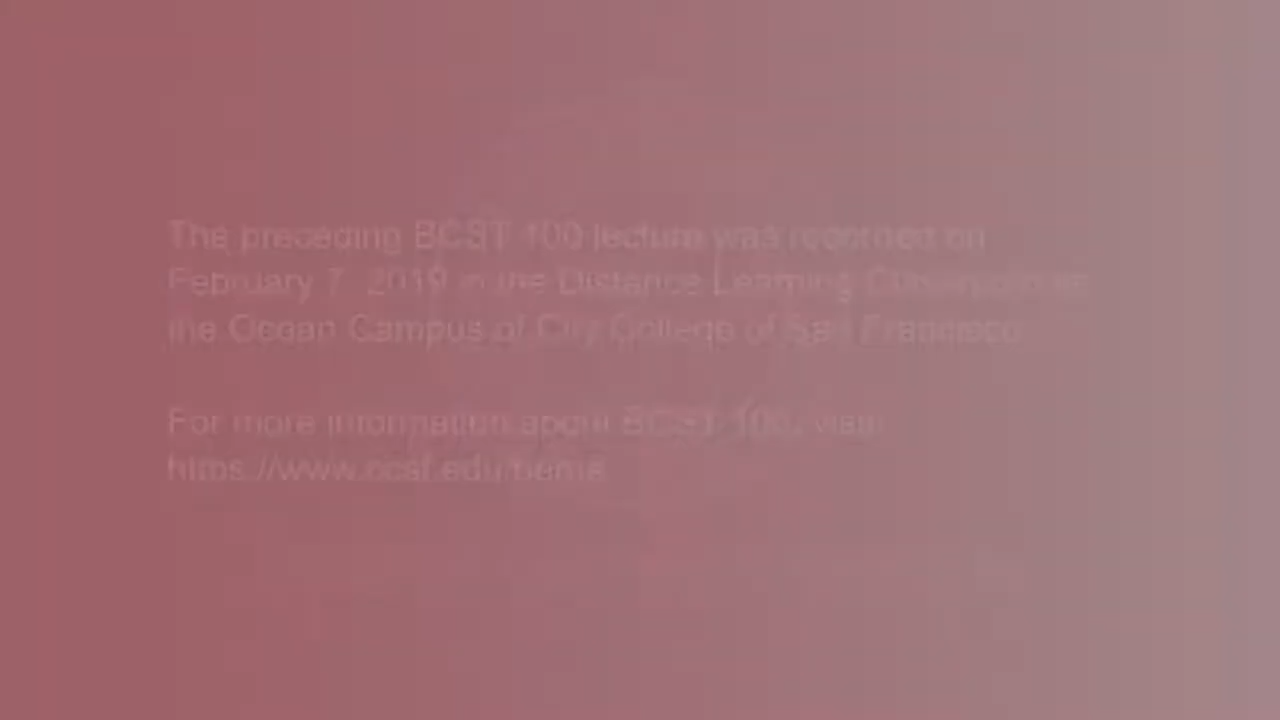 The preceding BCST 100 lecture was recorded on
February 7, 2019 in the Distance Learning
the Ocean Campus of City College of San Francisco
For more information about BCST 100, visit
https://www.ccsf.edu/bema